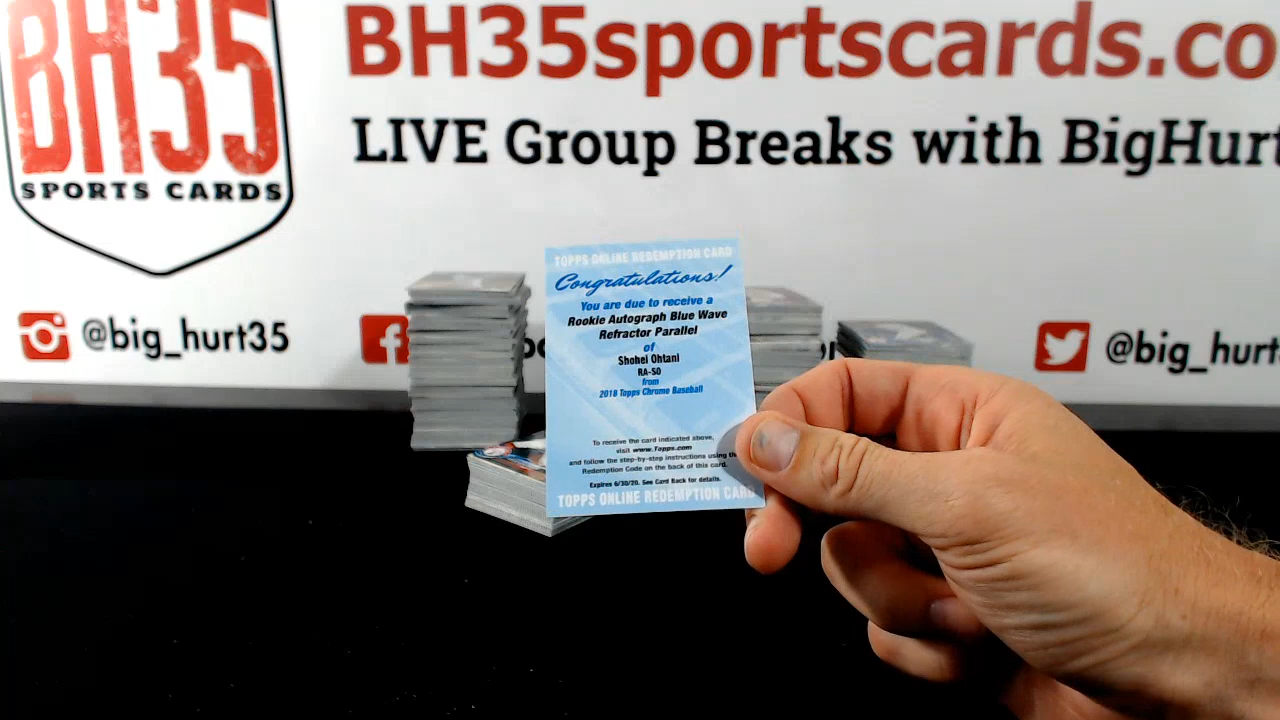 BH35
SPORTS CARDS
BH35sportscards.co
LIVE Group Breaks with BigHurt
@big_hurt35
@big_hurt
TOPPS ONLINE REDEMPTION CARD
Congratulations!
You are due to receive a
Rookie Autograph Blue Wave
Refractor Parallel
of
Shohei Ohtani
RA-SO
from
2018 Topps Chrome Baseball
To receive the card indicated above,
visit www.Topps.com
and follow the step-by-step instructions using the
Redemption Code on the back of this card.
Expires 6/30/20. See Card Back for details.
TOPPS ONLINE REDEMPTION CARD